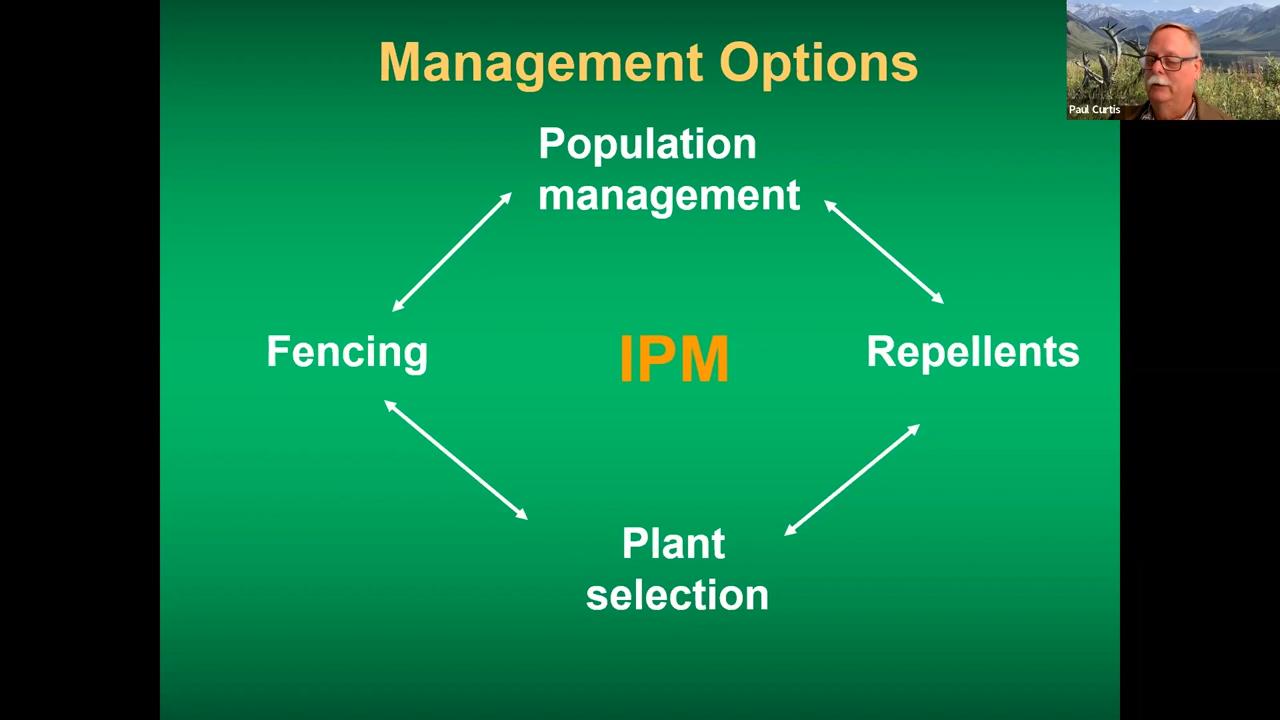 Management Options
Paul Curtis
Population
management
Fencing
IPM
Repellents
Plant
selection